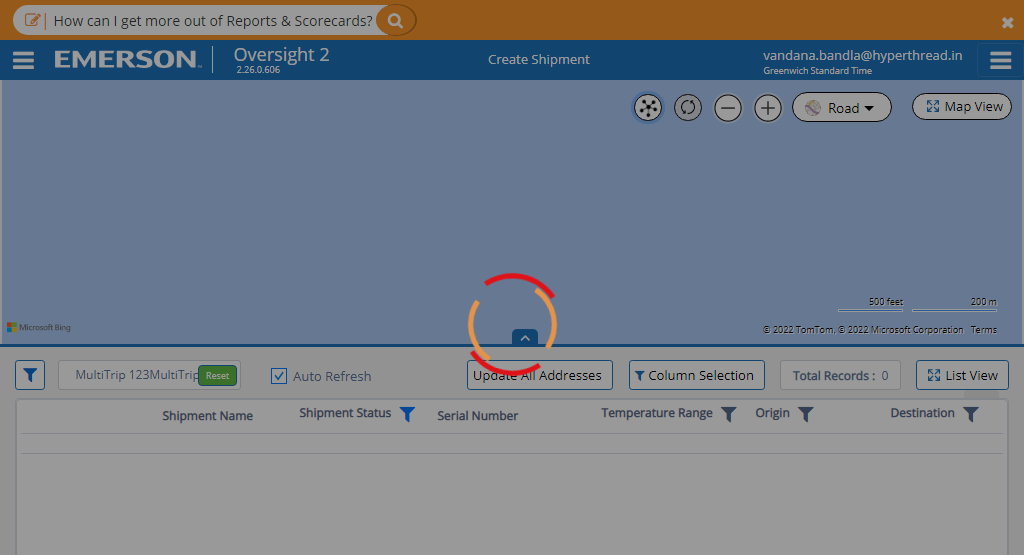 How can I get more out of Reports & Scorecards?
EMERSON™
Oversight 2
2.26.0.606
Create Shipment
vandana.bandla@hyperthread.in
Greenwich Standard Time
Road
Map View
500 feet
200 m
Microsoft Bing
© 2022 TomTom, © 2022 Microsoft Corporation Terms
MultiTrip 123MultiTrip
Reset
Auto Refresh
Update All Addresses
Column Selection
Total Records : 0
List View
Shipment Name
Shipment Status
Serial Number
Temperature Range
Origin
Destination